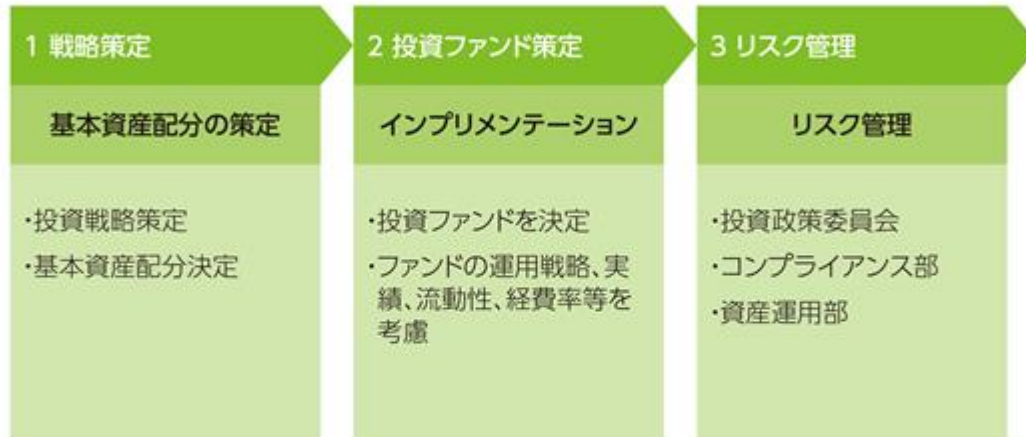 1 戦略策定
基本資産配分の策定
・投資戦略策定
・基本資産配分決定
2 投資ファンド策定
インプリメンテーション
・投資ファンドを決定
・ファンドの運用戦略、実
績、流動性、経費率等を
考慮
3 リスク管理
リスク管理
・投資政策委員会
・コンプライアンス部
・資産運用部